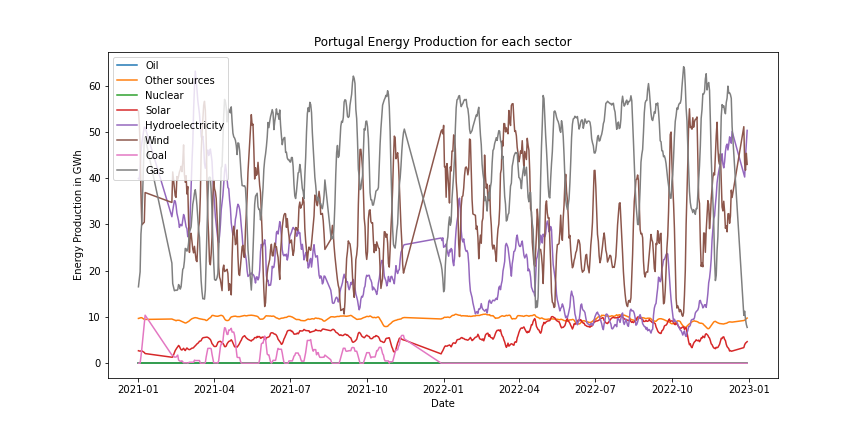 Portugal Energy Production for each sector
Energy Production in GWh
60
50
40
30
20
10
0
Oil
Other sources
Nuclear
Solar
Hydroelectricity
Wind
Coal
Gas
2021-01 2021-04 2021-07 2021-10 2022-01 2022-04 2022-07 2022-10 2023-01
Date